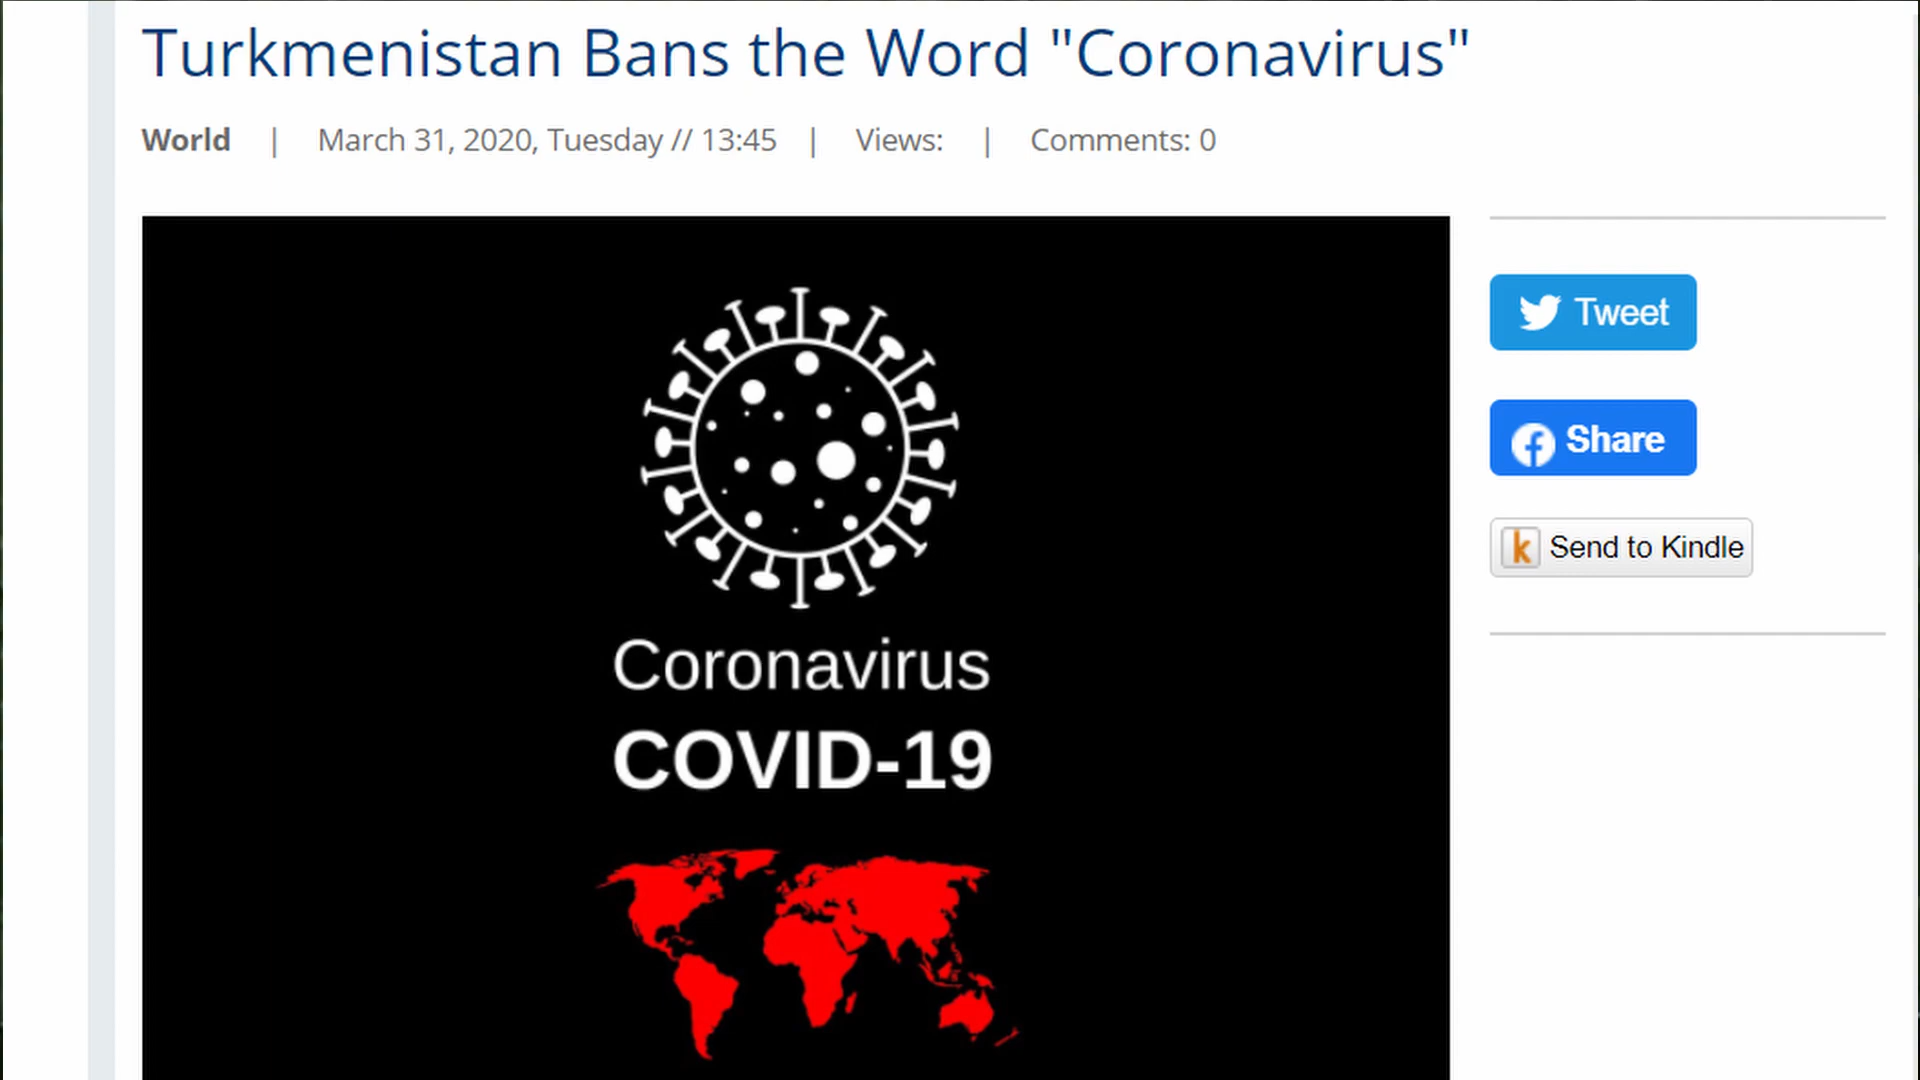 Turkmenistan Bans the Word "Coronavirus"
World | March 31, 2020, Tuesday // 13:45 | Views: | Comments: 0
Tweet
Share
Send to Kindle
Coronavirus
COVID-19